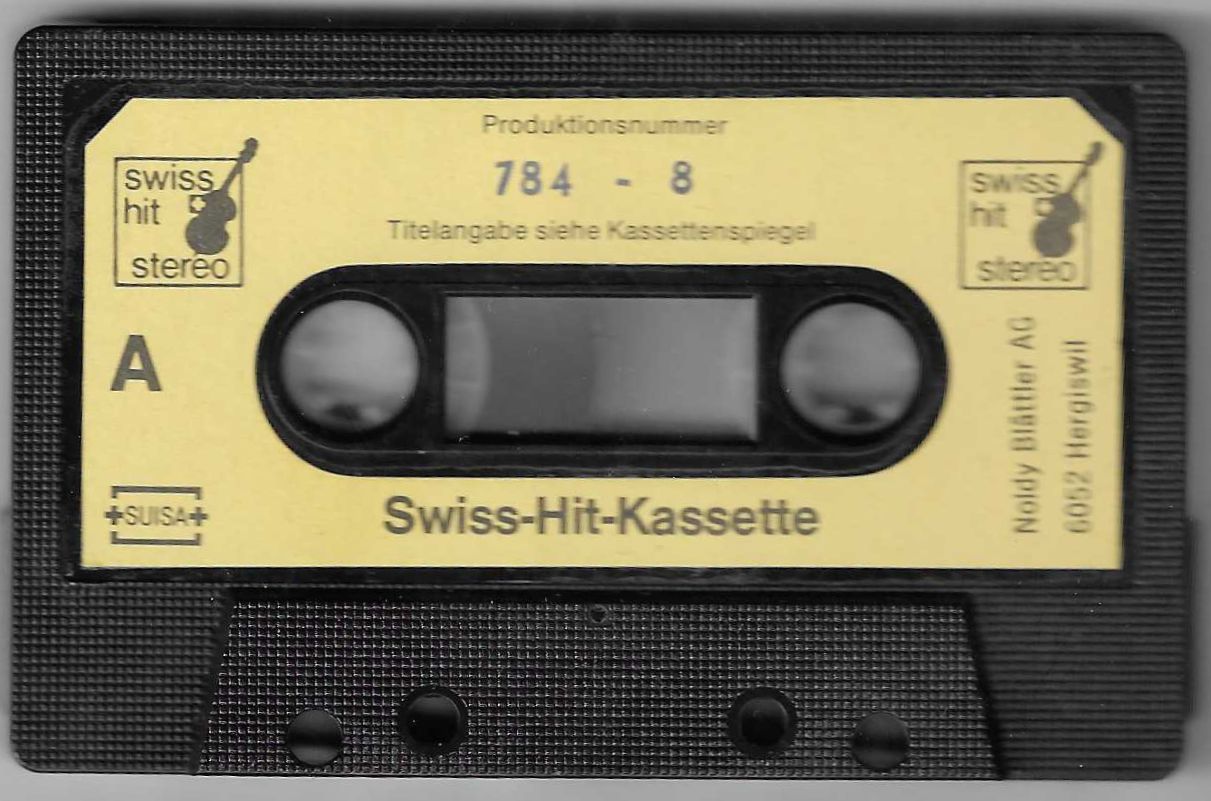 Produktionsnummer
784 - 8
Titelangabe siehe Kassettenspiegel
swiss
hit
stereo
swiss
hit
stereo
A
Noldy Blättler AG
6052 Hergiswil
SUISA
Swiss-Hit-Kassette